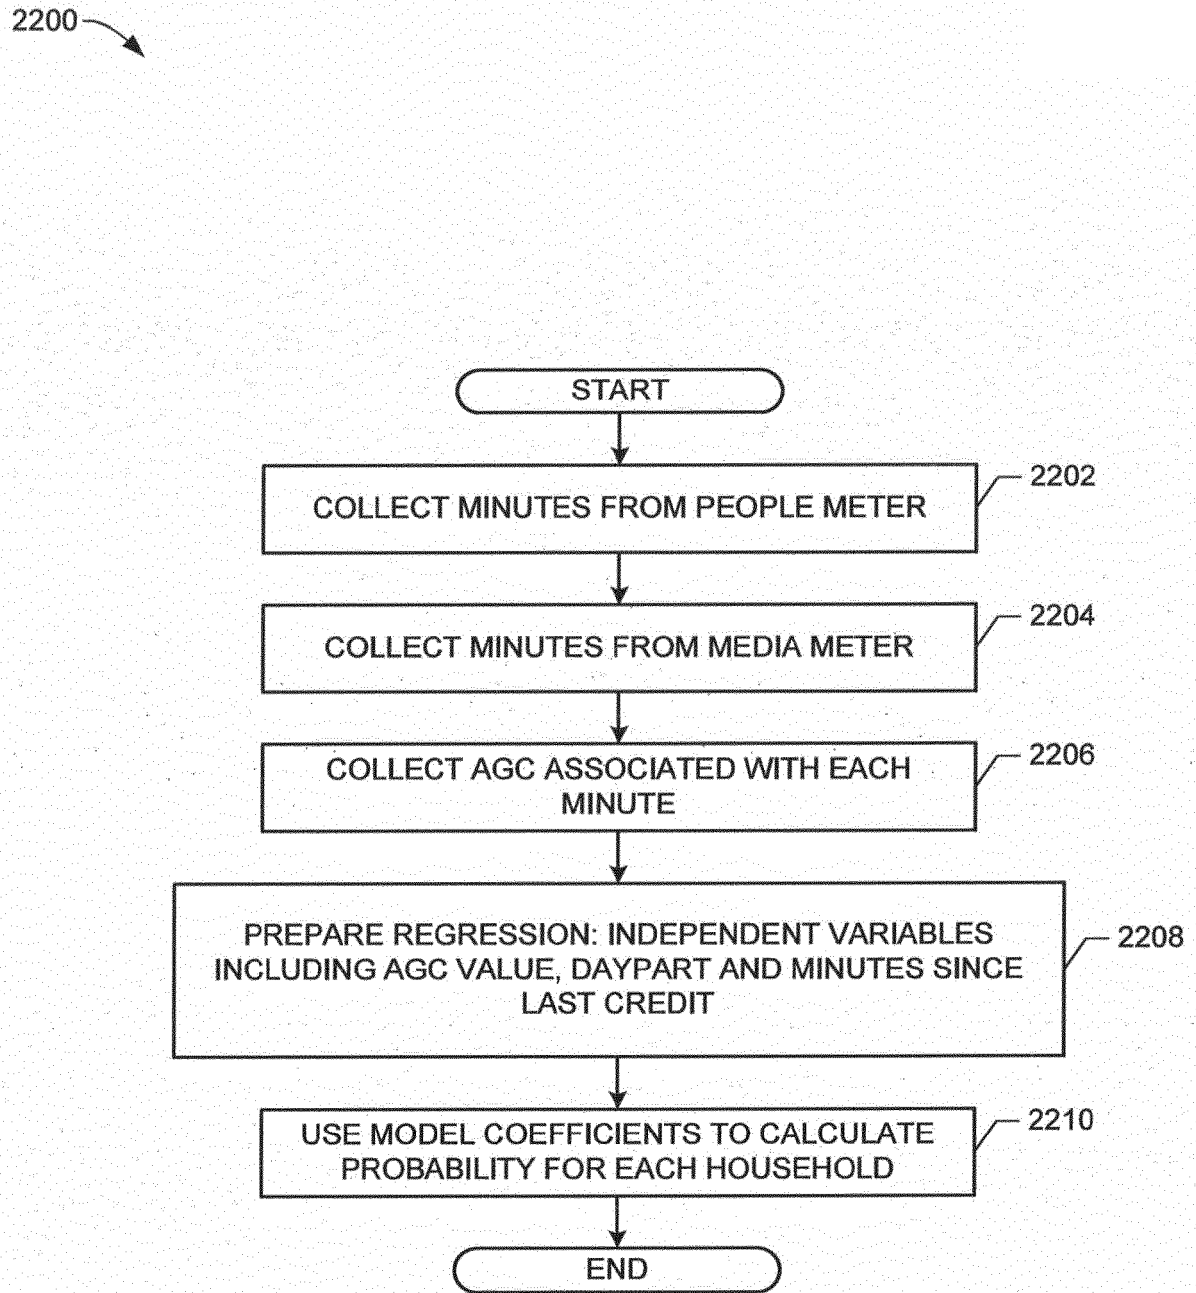 2200
START
COLLECT MINUTES FROM PEOPLE METER
2202
COLLECT MINUTES FROM MEDIA METER
2204
COLLECT AGC ASSOCIATED WITH EACH
MINUTE
2206
PREPARE REGRESSION: INDEPENDENT VARIABLES
INCLUDING AGC VALUE, DAYPART AND MINUTES SINCE
LAST CREDIT
2208
USE MODEL COEFFICIENTS TO CALCULATE
PROBABILITY FOR EACH HOUSEHOLD
2210
END